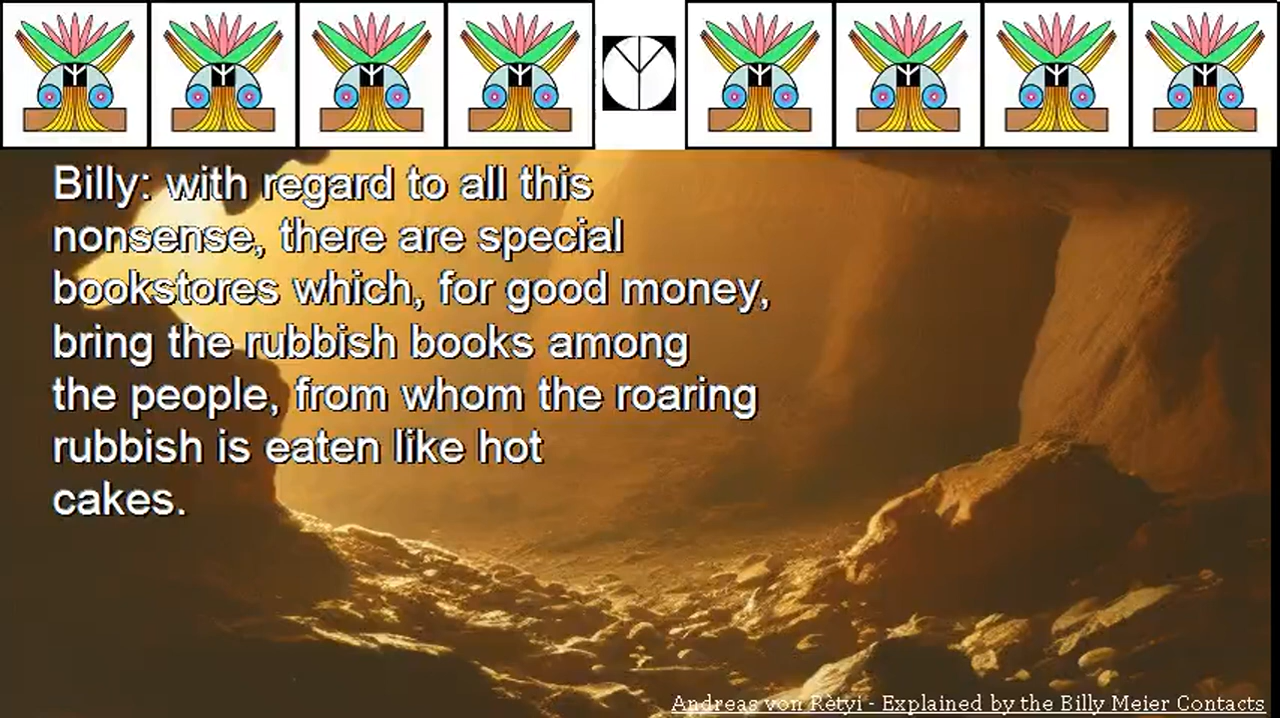 Billy: with regard to all this
nonsense, there are special
bookstores which, for good money,
bring the rubbish books among
the people, from whom the roaring
rubbish is eaten like hot
cakes.
Andreas von Rètyi - Explained by the Billy Meier Contacts